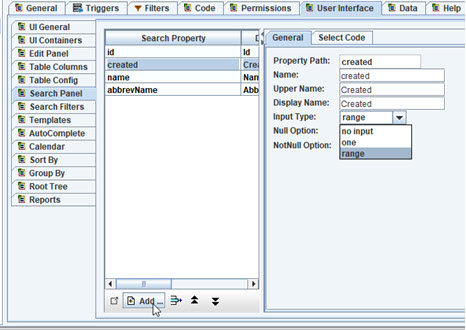 General Triggers Filters Code Permissions User Interface Data Help
UI General
UI Containers
Edit Panel
Table Columns
Table Config
Search Panel
Search Filters
Templates
AutoComplete
Calendar
Sort By
Group By
Root Tree
Reports
Search Property D
id Id
created Crea
name Nam
abbrevName Abb
Add ...
General Select Code
Property Path: created
Name: created
Upper Name: Created
Display Name: Created
Input Type: range
Null Option: no input
one
NotNull Option: range